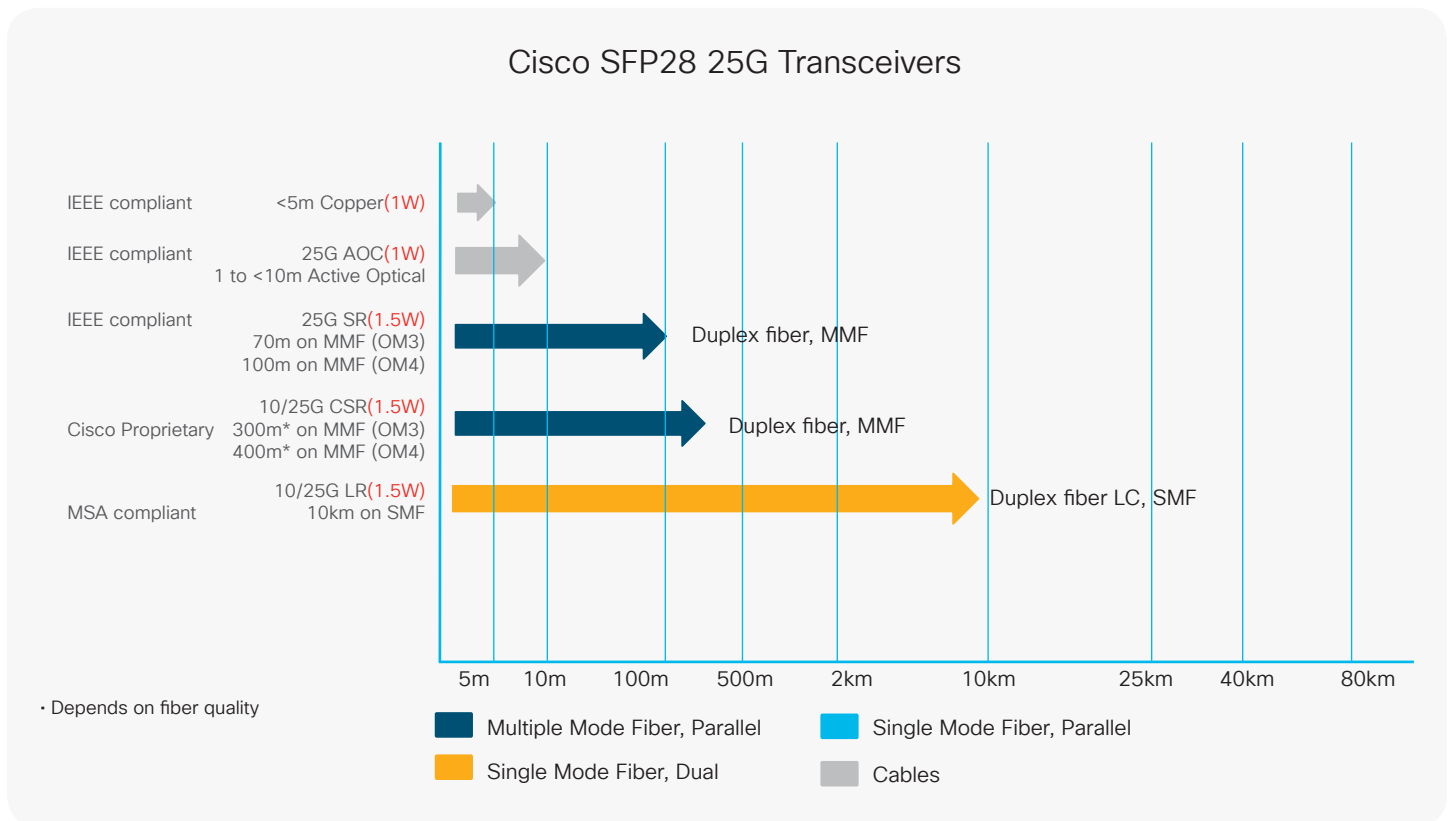 Cisco SFP28 25G Transceivers
IEEE compliant
<5m Copper(1W)
IEEE compliant
25G AOC(1W)
1 to <10m Active Optical
IEEE compliant
25G SR(1.5W)
70m on MMF (OM3)
100m on MMF (OM4)
Duplex fiber, MMF
Cisco Proprietary
10/25G CSR(1.5W)
300m* on MMF (OM3)
400m* on MMF (OM4)
Duplex fiber, MMF
MSA compliant
10/25G LR(1.5W)
10km on SMF
Duplex fiber LC, SMF
5m 10m 100m 500m 2km 10km 25km 40km 80km
· Depends on fiber quality
Multiple Mode Fiber, Parallel
Single Mode Fiber, Parallel
Single Mode Fiber, Dual
Cables